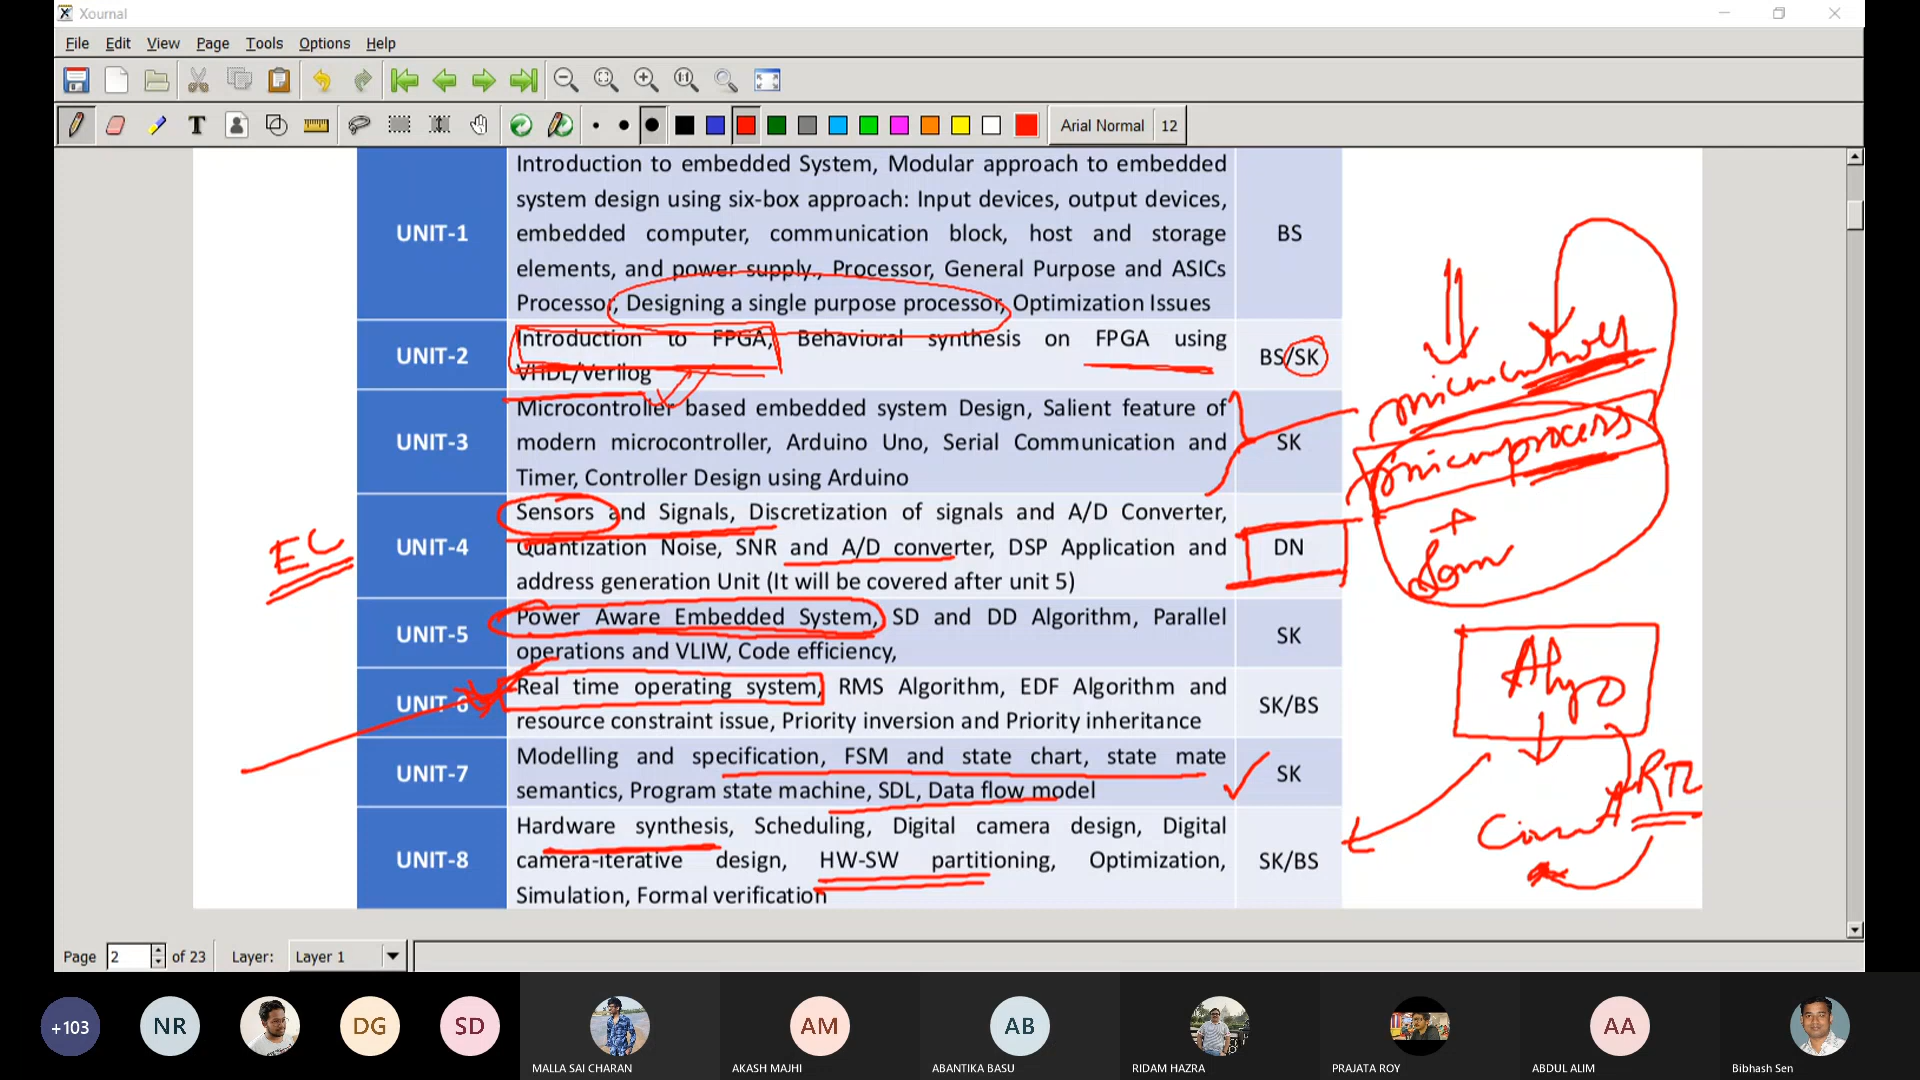 Xournal
File Edit View Page Tools Options Help
Arial Normal 12
UNIT-1
Introduction to embedded System, Modular approach to embedded
system design using six-box approach: Input devices, output devices,
embedded computer, communication block, host and storage
elements, and power supply., Processor, General Purpose and ASICs
Processor, Designing a single purpose processor, Optimization Issues
BS
UNIT-2
Introduction to FPGA, Behavioral synthesis on FPGA using
VHDL/Verilog
BS/SK
UNIT-3
Microcontroller based embedded system Design, Salient feature of
modern microcontroller, Arduino Uno, Serial Communication and
Timer, Controller Design using Arduino
SK
UNIT-4
Sensors and Signals, Discretization of signals and A/D Converter,
Quantization Noise, SNR and A/D converter, DSP Application and
address generation Unit (It will be covered after unit 5)
DN
UNIT-5
Power Aware Embedded System, SD and DD Algorithm, Parallel
operations and VLIW, Code efficiency,
SK
UNIT-6
Real time operating system, RMS Algorithm, EDF Algorithm and
resource constraint issue, Priority inversion and Priority inheritance
SK/BS
UNIT-7
Modelling and specification, FSM and state chart, state mate
semantics, Program state machine, SDL, Data flow model
SK
UNIT-8
Hardware synthesis, Scheduling, Digital camera design, Digital
camera-iterative design, HW-SW partitioning, Optimization,
Simulation, Formal verification
SK/BS
EC
Algo
RTL
Page 2 of 23 Layer: Layer 1
+103 NR DG SD AM AB AA
MALLA SAI CHARAN AKASH MAJHI ABANTIKA BASU RIDAM HAZRA PRAJATA ROY ABDUL ALIM Bibhash Sen